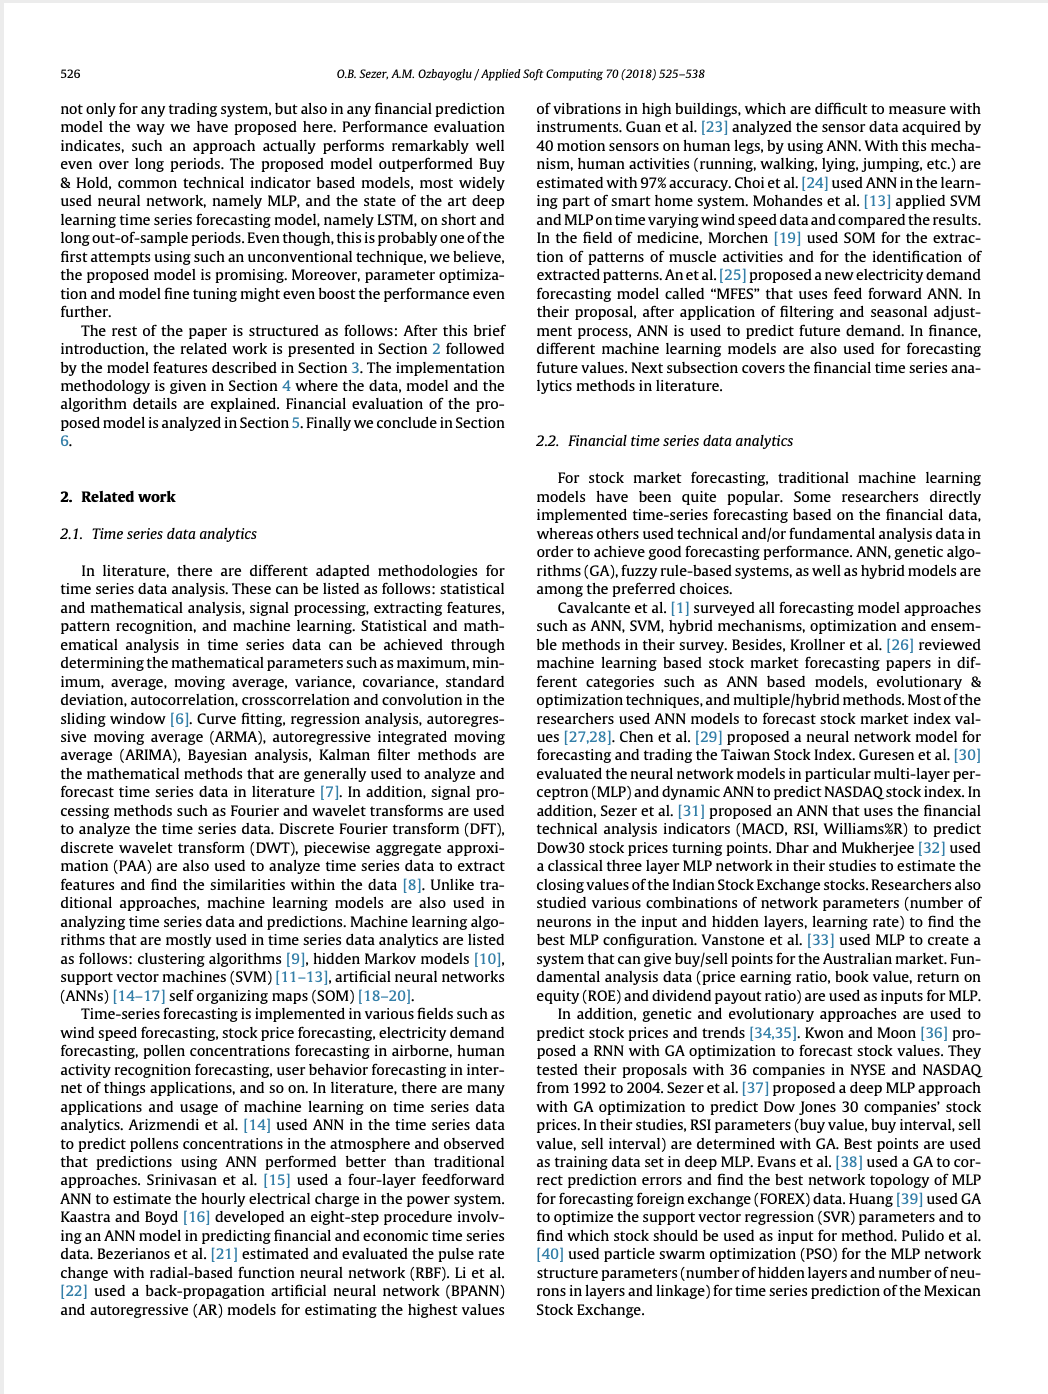 526
O.B. Sezer, A.M. Ozbayoglu / Applied Soft Computing 70 (2018) 525–538
not only for any trading system, but also in any financial prediction
model the way we have proposed here. Performance evaluation
indicates, such an approach actually performs remarkably well
even over long periods. The proposed model outperformed Buy
& Hold, common technical indicator based models, most widely
used neural network, namely MLP, and the state of the art deep
learning time series forecasting model, namely LSTM, on short and
long out-of-sample periods. Even though, this is probably one of the
first attempts using such an unconventional technique, we believe,
the proposed model is promising. Moreover, parameter optimiza-
tion and model fine tuning might even boost the performance even
further.
The rest of the paper is structured as follows: After this brief
introduction, the related work is presented in Section 2 followed
by the model features described in Section 3. The implementation
methodology is given in Section 4 where the data, model and the
algorithm details are explained. Financial evaluation of the pro-
posed model is analyzed in Section 5. Finally we conclude in Section
6.
2. Related work
2.1. Time series data analytics
In literature, there are different adapted methodologies for
time series data analysis. These can be listed as follows: statistical
and mathematical analysis, signal processing, extracting features,
pattern recognition, and machine learning. Statistical and math-
ematical analysis in time series data can be achieved through
determining the mathematical parameters such as maximum, min-
imum, average, moving average, variance, covariance, standard
deviation, autocorrelation, crosscorrelation and convolution in the
sliding window [6]. Curve fitting, regression analysis, autoregres-
sive moving average (ARMA), autoregressive integrated moving
average (ARIMA), Bayesian analysis, Kalman filter methods are
the mathematical methods that are generally used to analyze and
forecast time series data in literature [7]. In addition, signal pro-
cessing methods such as Fourier and wavelet transforms are used
to analyze the time series data. Discrete Fourier transform (DFT),
discrete wavelet transform (DWT), piecewise aggregate approxi-
mation (PAA) are also used to analyze time series data to extract
features and find the similarities within the data [8]. Unlike tra-
ditional approaches, machine learning models are also used in
analyzing time series data and predictions. Machine learning algo-
rithms that are mostly used in time series data analytics are listed
as follows: clustering algorithms [9], hidden Markov models [10],
support vector machines (SVM) [11–13], artificial neural networks
(ANNs) [14–17] self organizing maps (SOM) [18–20].
Time-series forecasting is implemented in various fields such as
wind speed forecasting, stock price forecasting, electricity demand
forecasting, pollen concentrations forecasting in airborne, human
activity recognition forecasting, user behavior forecasting in inter-
net of things applications, and so on. In literature, there are many
applications and usage of machine learning on time series data
analytics. Arizmendi et al. [14] used ANN in the time series data
to predict pollens concentrations in the atmosphere and observed
that predictions using ANN performed better than traditional
approaches. Srinivasan et al. [15] used a four-layer feedforward
ANN to estimate the hourly electrical charge in the power system.
Kaastra and Boyd [16] developed an eight-step procedure involv-
ing an ANN model in predicting financial and economic time series
data. Bezerianos et al. [21] estimated and evaluated the pulse rate
change with radial-based function neural network (RBF). Li et al.
[22] used a back-propagation artificial neural network (BPANN)
and autoregressive (AR) models for estimating the highest values
of vibrations in high buildings, which are difficult to measure with
instruments. Guan et al. [23] analyzed the sensor data acquired by
40 motion sensors on human legs, by using ANN. With this mecha-
nism, human activities (running, walking, lying, jumping, etc.) are
estimated with 97% accuracy. Choi et al. [24] used ANN in the learn-
ing part of smart home system. Mohandes et al. [13] applied SVM
and MLP on time varying wind speed data and compared the results.
In the field of medicine, Morchen [19] used SOM for the extrac-
tion of patterns of muscle activities and for the identification of
extracted patterns. An et al. [25] proposed a new electricity demand
forecasting model called “MFES” that uses feed forward ANN. In
their proposal, after application of filtering and seasonal adjust-
ment process, ANN is used to predict future demand. In finance,
different machine learning models are also used for forecasting
future values. Next subsection covers the financial time series ana-
lytics methods in literature.
2.2. Financial time series data analytics
For stock market forecasting, traditional machine learning
models have been quite popular. Some researchers directly
implemented time-series forecasting based on the financial data,
whereas others used technical and/or fundamental analysis data in
order to achieve good forecasting performance. ANN, genetic algo-
rithms (GA), fuzzy rule-based systems, as well as hybrid models are
among the preferred choices.
Cavalcante et al. [1] surveyed all forecasting model approaches
such as ANN, SVM, hybrid mechanisms, optimization and ensem-
ble methods in their survey. Besides, Krollner et al. [26] reviewed
machine learning based stock market forecasting papers in dif-
ferent categories such as ANN based models, evolutionary &
optimization techniques, and multiple/hybrid methods. Most of the
researchers used ANN models to forecast stock market index val-
ues [27,28]. Chen et al. [29] proposed a neural network model for
forecasting and trading the Taiwan Stock Index. Guresen et al. [30]
evaluated the neural network models in particular multi-layer per-
ceptron (MLP) and dynamic ANN to predict NASDAQ stock index. In
addition, Sezer et al. [31] proposed an ANN that uses the financial
technical analysis indicators (MACD, RSI, Williams%R) to predict
Dow30 stock prices turning points. Dhar and Mukherjee [32] used
a classical three layer MLP network in their studies to estimate the
closing values of the Indian Stock Exchange stocks. Researchers also
studied various combinations of network parameters (number of
neurons in the input and hidden layers, learning rate) to find the
best MLP configuration. Vanstone et al. [33] used MLP to create a
system that can give buy/sell points for the Australian market. Fun-
damental analysis data (price earning ratio, book value, return on
equity (ROE) and dividend payout ratio) are used as inputs for MLP.
In addition, genetic and evolutionary approaches are used to
predict stock prices and trends [34,35]. Kwon and Moon [36] pro-
posed a RNN with GA optimization to forecast stock values. They
tested their proposals with 36 companies in NYSE and NASDAQ
from 1992 to 2004. Sezer et al. [37] proposed a deep MLP approach
with GA optimization to predict Dow Jones 30 companies’ stock
prices. In their studies, RSI parameters (buy value, buy interval, sell
value, sell interval) are determined with GA. Best points are used
as training data set in deep MLP. Evans et al. [38] used a GA to cor-
rect prediction errors and find the best network topology of MLP
for forecasting foreign exchange (FOREX) data. Huang [39] used GA
to optimize the support vector regression (SVR) parameters and to
find which stock should be used as input for method. Pulido et al.
[40] used particle swarm optimization (PSO) for the MLP network
structure parameters (number of hidden layers and number of neu-
rons in layers and linkage) for time series prediction of the Mexican
Stock Exchange.